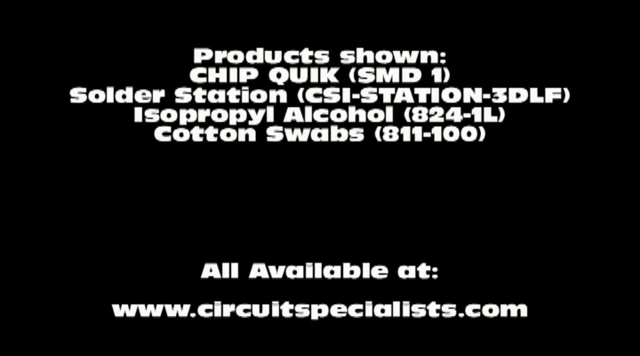 Products shown:
CHIP QUIK (SMD 1)
Solder Station (CSI-STATION-3DLF)
Isopropyl Alcohol (824-1L)
Cotton Swabs (811-100)
All Available at:
www.circuitspecialists.com